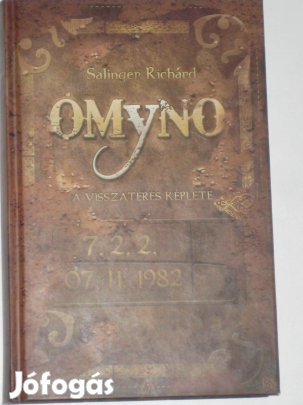 Salinger Richárd
OMyNO
A VISSZATÉRÉS KÉPLETE
7. 2. 2.
07. 11. 1982
Jófogás